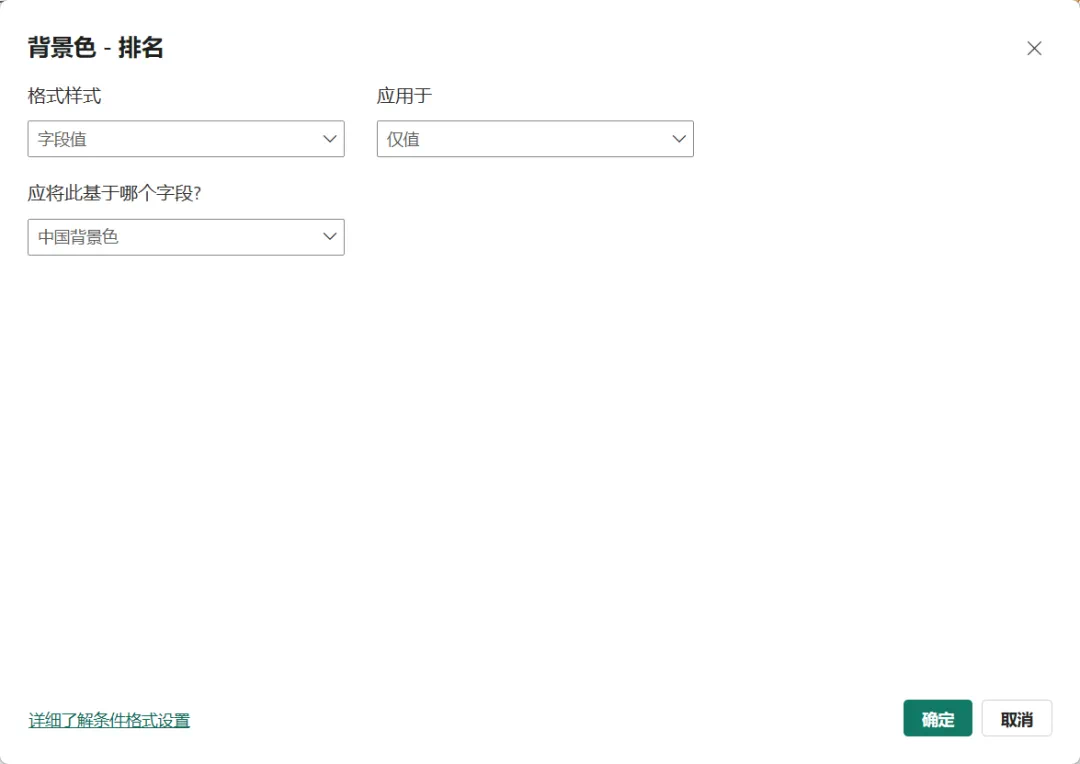 背景色 - 排名
格式样式
应用于
字段值
仅值
应将此基于哪个字段?
中国背景色
详细了解条件格式设置
确定
取消